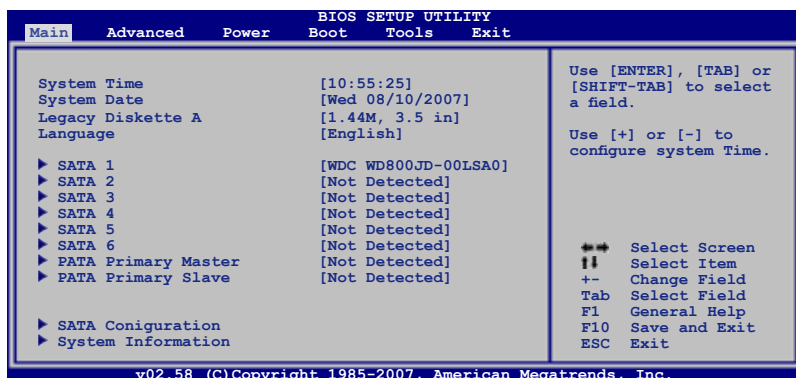 BIOS SETUP UTILITY
Main Advanced Power Boot Tools Exit
System Time [10:55:25]
System Date [Wed 08/10/2007]
Legacy Diskette A [1.44M, 3.5 in]
Language [English]
SATA 1 [WDC WD800JD-00LSA0]
SATA 2 [Not Detected]
SATA 3 [Not Detected]
SATA 4 [Not Detected]
SATA 5 [Not Detected]
SATA 6 [Not Detected]
PATA Primary Master [Not Detected]
PATA Primary Slave [Not Detected]
SATA Coniguration
System Information
Use [ENTER], [TAB] or
[SHIFT-TAB] to select
a field.
Use [+] or [-] to
configure system Time.
Select Screen
Select Item
+- Change Field
Tab Select Field
F1 General Help
F10 Save and Exit
ESC Exit
v02.58 (C)Copyright 1985-2007, American Megatrends, Inc.